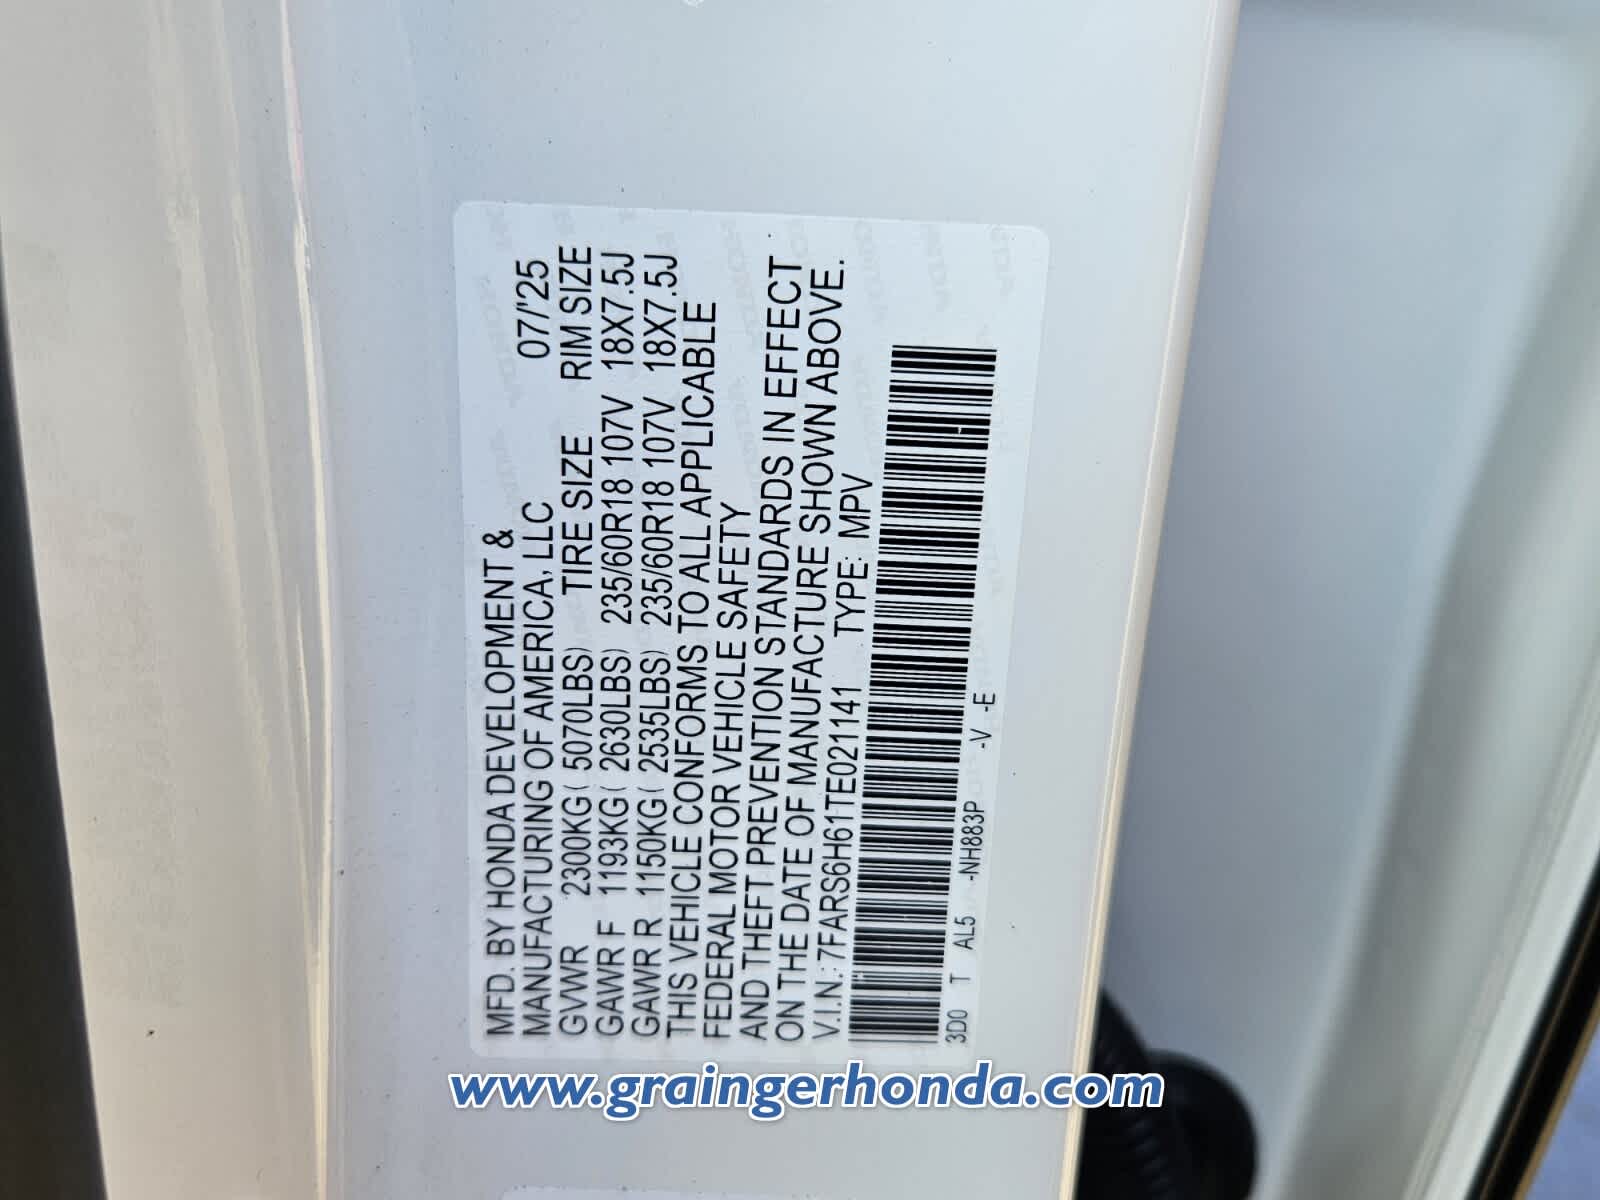 MFD. BY HONDA DEVELOPMENT &
MANUFACTURING OF AMERICA, LLC 07/'25
GVWR 2300KG( 5070LBS) TIRE SIZE RIM SIZE
GAWR F 1193KG( 2630LBS) 235/60R18 107V 18X7.5J
GAWR R 1150KG( 2535LBS) 235/60R18 107V 18X7.5J
THIS VEHICLE CONFORMS TO ALL APPLICABLE
FEDERAL MOTOR VEHICLE SAFETY
AND THEFT PREVENTION STANDARDS IN EFFECT
ON THE DATE OF MANUFACTURE SHOWN ABOVE.
V.I.N.: 7FARS6H61TE021141 TYPE: MPV
3D0 T AL5 -NH883P -V -E
www.graingerhonda.com